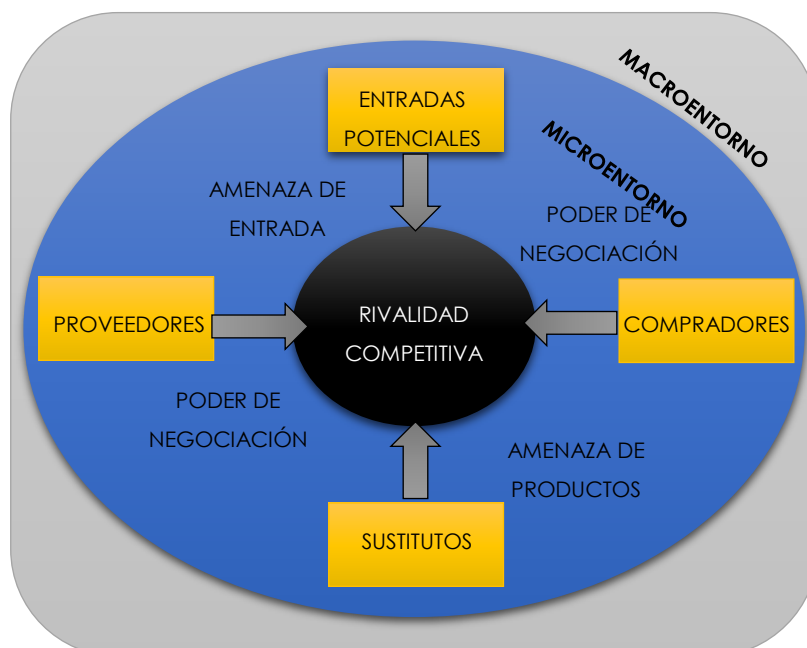 MACROENTORNO
MICROENTORNO
ENTRADAS
POTENCIALES
AMENAZA DE
ENTRADA
PODER DE
NEGOCIACIÓN
PROVEEDORES
RIVALIDAD
COMPETITIVA
COMPRADORES
PODER DE
NEGOCIACIÓN
AMENAZA DE
PRODUCTOS
SUSTITUTOS